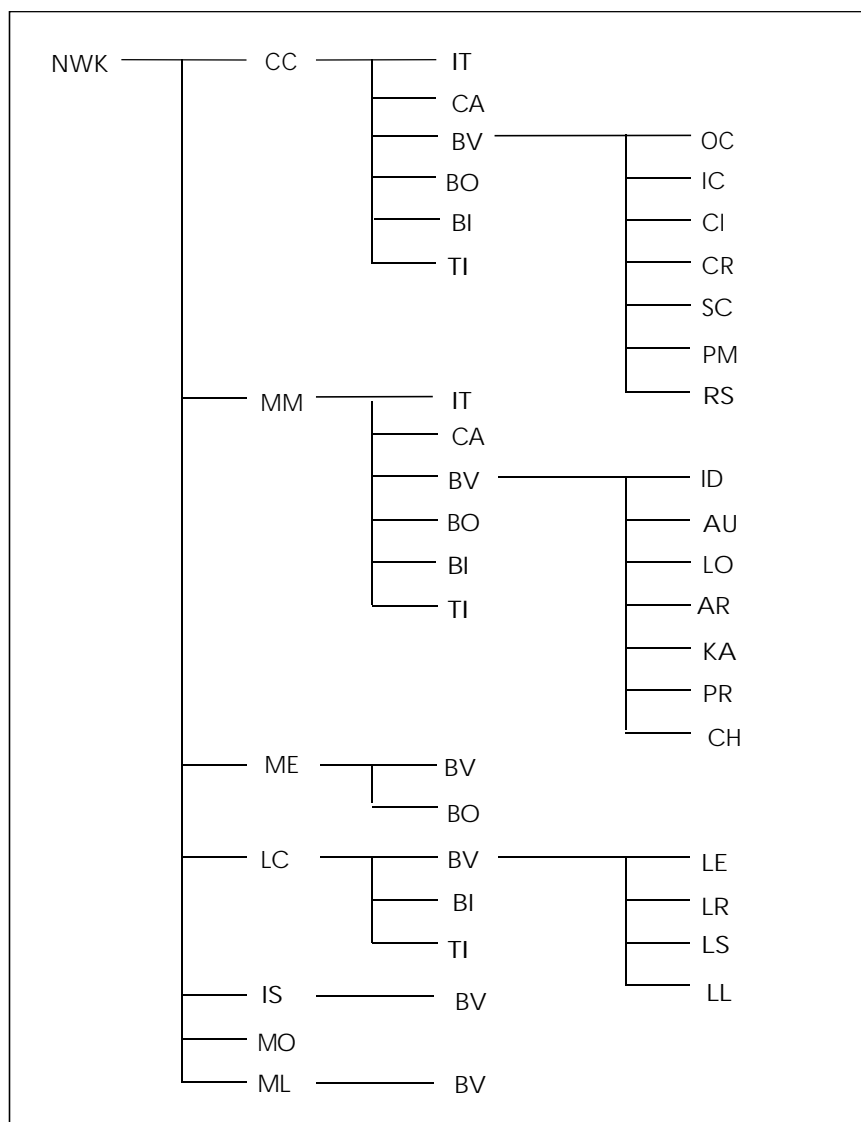 NWK CC IT
CA
BV OC
BO IC
BI CI
TI CR
SC
PM
MM IT RS
CA
BV ID
BO AU
BI LO
TI AR
KA
PR
CH
ME BV
BO
LC BV LE
BI LR
TI LS
LL
IS BV
MO
ML BV